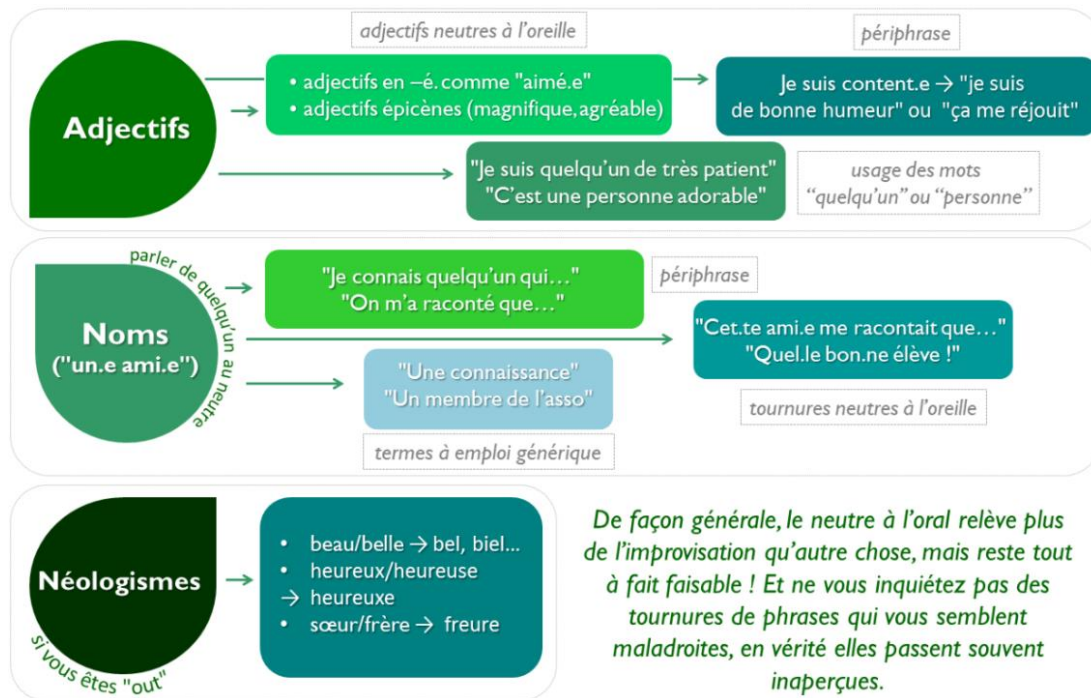 adjectifs neutres à l'oreille
périphrase
Adjectifs
• adjectifs en –é. comme "aimé.e"
• adjectifs épicènes (magnifique, agréable)
Je suis content.e → "je suis
de bonne humeur" ou "ça me réjouit"
"Je suis quelqu'un de très patient"
"C'est une personne adorable"
usage des mots
“quelqu'un” ou “personne”
parler de quelqu'un au neutre
Noms
("un.e ami.e")
"Je connais quelqu'un qui…"
"On m'a raconté que…"
périphrase
"Cet.te ami.e me racontait que…"
"Quel.le bon.ne élève !"
tournures neutres à l'oreille
"Une connaissance"
"Un membre de l'asso"
termes à emploi générique
Néologismes
si vous êtes "out"
• beau/belle → bel, biel...
• heureux/heureuse
→ heureuxe
• sœur/frère → freure
De façon générale, le neutre à l'oral relève plus
de l'improvisation qu'autre chose, mais reste tout
à fait faisable ! Et ne vous inquiétez pas des
tournures de phrases qui vous semblent
maladroites, en vérité elles passent souvent
inaperçues.